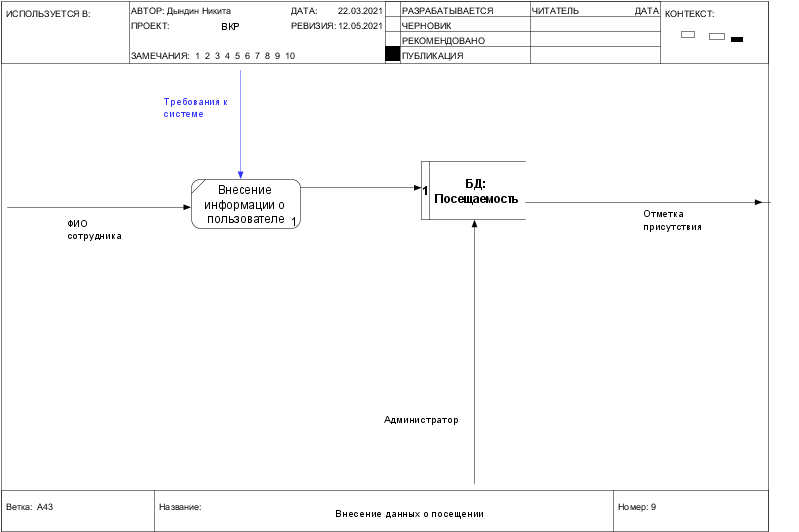 ИСПОЛЬЗУЕТСЯ В:
АВТОР: Дындин Никита
ДАТА: 22.03.2021
ПРОЕКТ: ВКР
РЕВИЗИЯ: 12.05.2021
ЗАМЕЧАНИЯ: 1 2 3 4 5 6 7 8 9 10
РАЗРАБАТЫВАЕТСЯ
ЧЕРНОВИК
РЕКОМЕНДОВАНО
ПУБЛИКАЦИЯ
ЧИТАТЕЛЬ ДАТА
КОНТЕКСТ:
Требования к
системе
Внесение
информации о
пользователе 1
1
БД:
Посещаемость
ФИО
сотрудника
Отметка
присутствия
Администратор
Ветка: A43
Название:
Внесение данных о посещении
Номер: 9